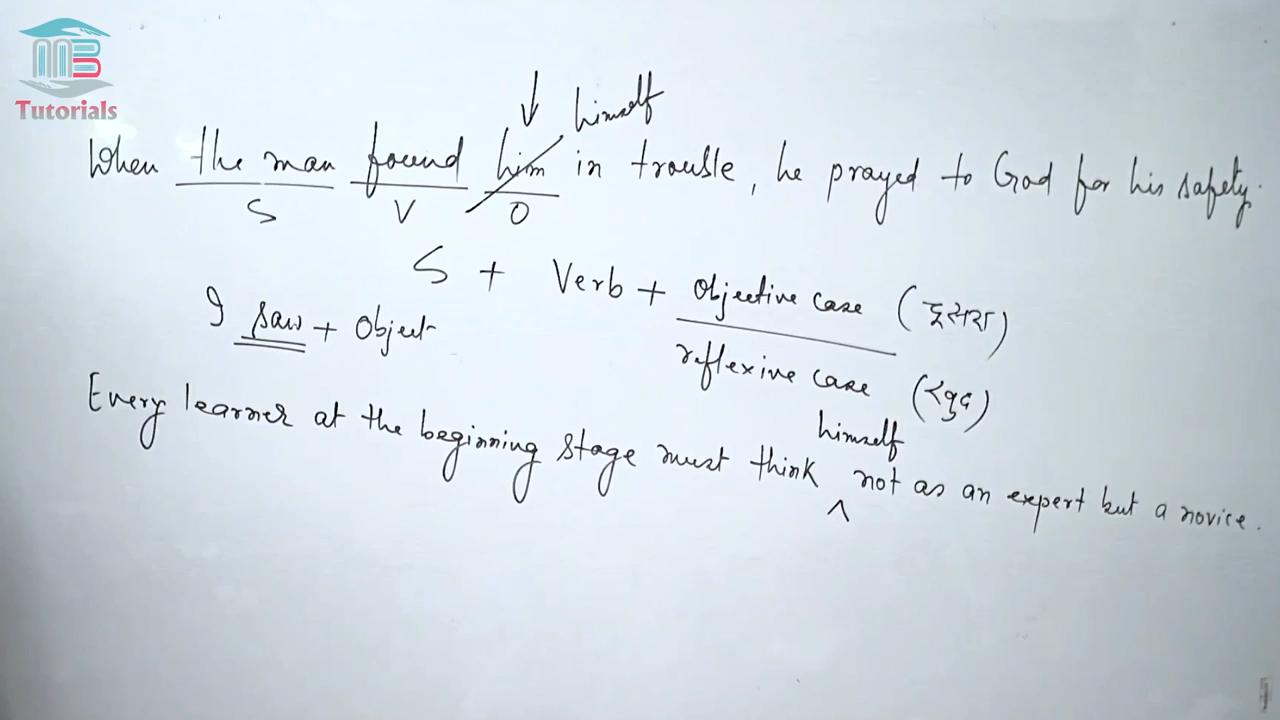 MB
Tutorials
himself
When the man found him in trouble, he prayed to God for his safety.
S V O
S + Verb + Objective case (दूसरा)
I saw + Object
reflexive case (खुद)
himself
Every learner at the beginning stage must think ^ not as an expert but a novice.